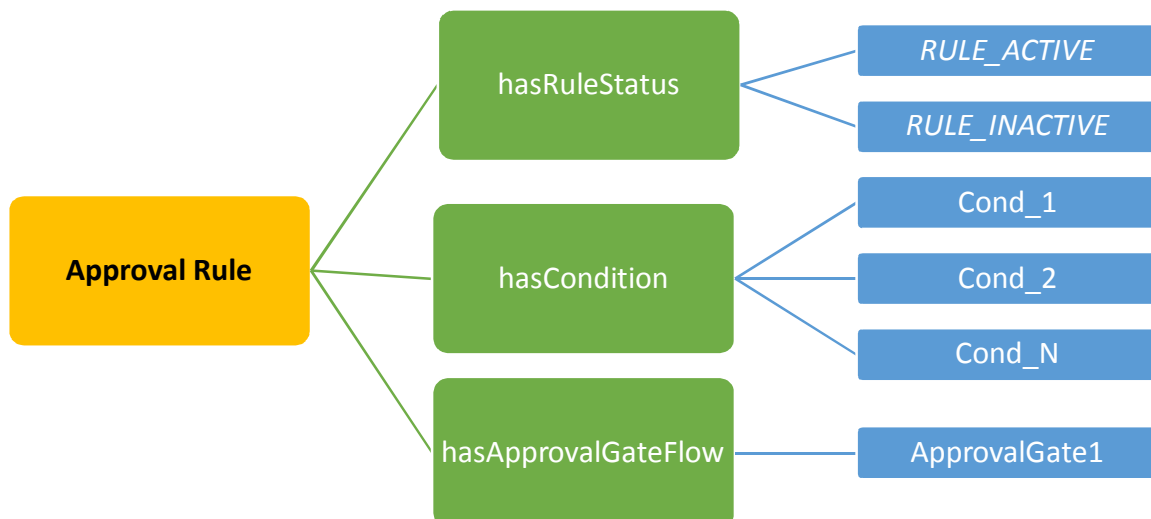 Approval Rule
hasRuleStatus
RULE_ACTIVE
RULE_INACTIVE
hasCondition
Cond_1
Cond_2
Cond_N
hasApprovalGateFlow
ApprovalGate1